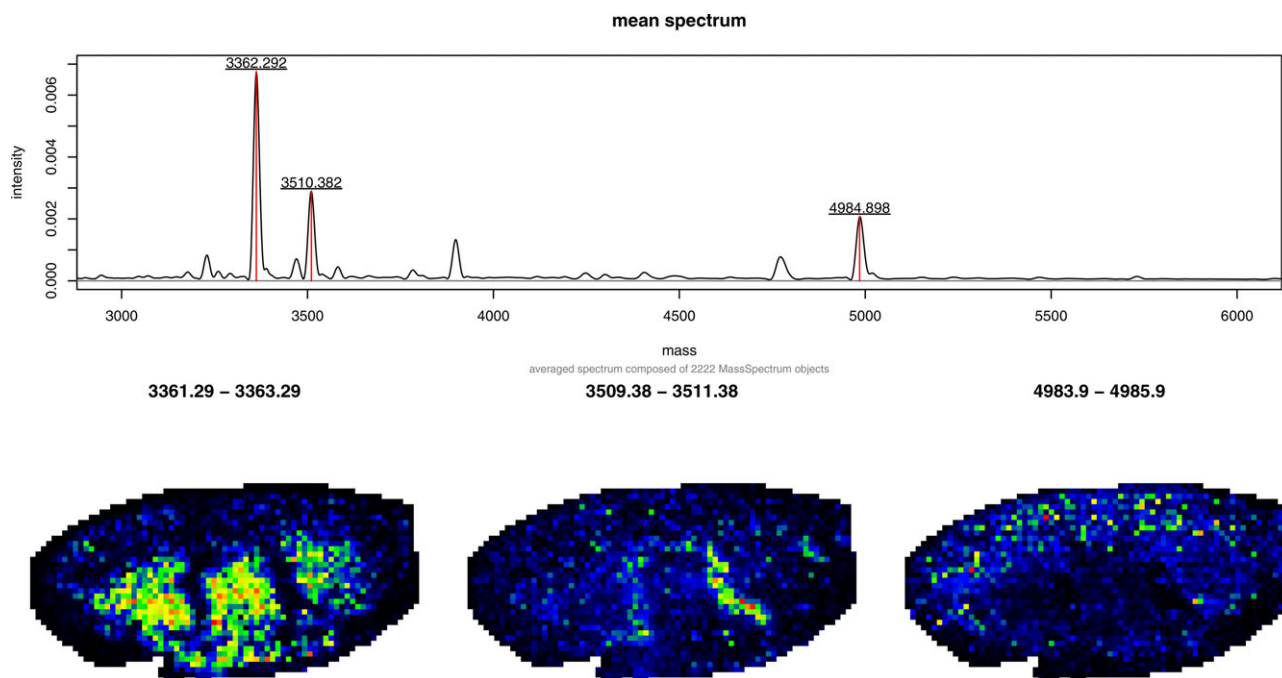 mean spectrum
intensity
0.000
0.002
0.004
0.006
3362.292
3510.382
4984.898
3000 3500 4000 4500 5000 5500 6000
mass
averaged spectrum composed of 2222 MassSpectrum objects
3361.29 − 3363.29 3509.38 − 3511.38 4983.9 − 4985.9